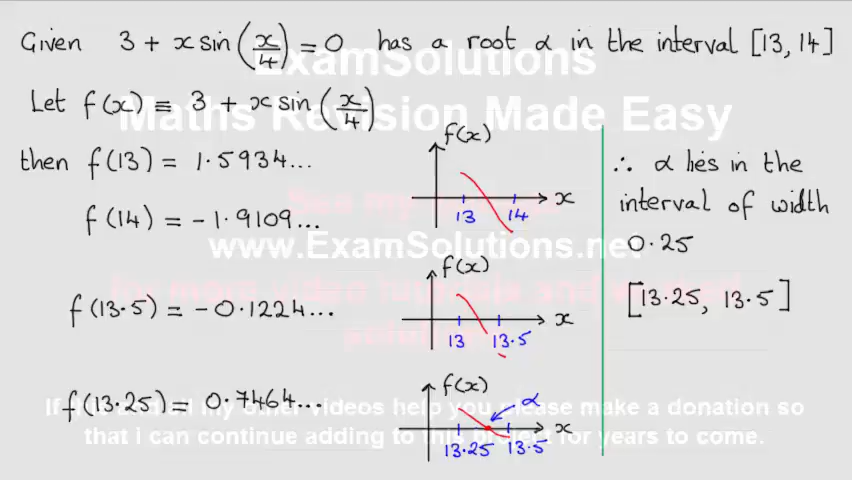 Given 3 + x sin(x/4) = 0 has a root α in the interval [13, 14]
ExamSolutions
Let f(x) ≡ 3 + x sin(x/4)
Maths Revision Made Easy
then f(13) = 1.5934...
f(14) = -1.9109...
f(x)
x
13
14
www.ExamSolutions.net
f(13.5) = -0.1224...
f(x)
x
13
13.5
f(13.25) = 0.7464...
f(x)
α
x
13.25
13.5
∴ α lies in the
interval of width
0.25
[13.25, 13.5]
If my other videos help you please make a donation so
that i can continue adding to this project for years to come.